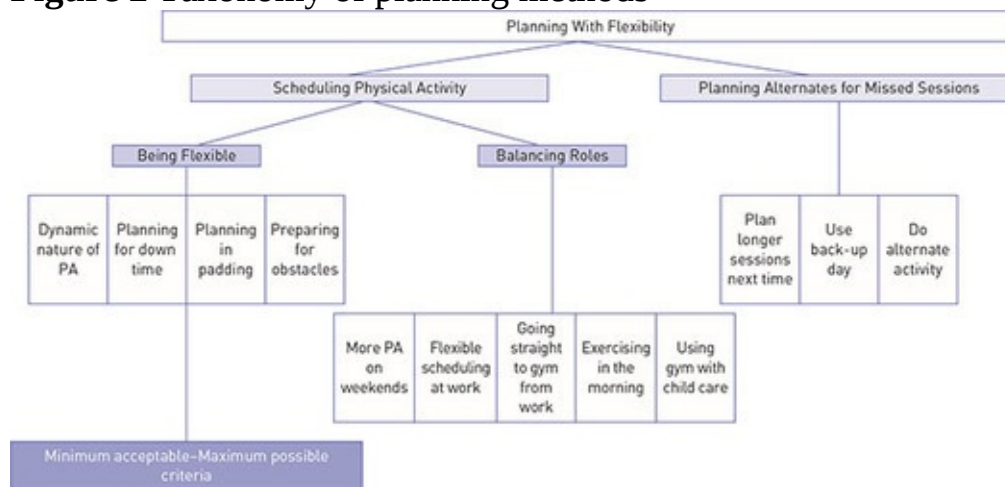 Figure 2 Taxonomy of planning methods
Planning With Flexibility
Scheduling Physical Activity
Planning Alternates for Missed Sessions
Being Flexible
Balancing Roles
Dynamic
nature of
PA
Planning
for down
time
Planning
in
padding
Preparing
for
obstacles
Plan
longer
sessions
next time
Use
back-up
day
Do
alternate
activity
More PA
on
weekends
Flexible
scheduling
at work
Going
straight
to gym
from
work
Exercising
in the
morning
Using
gym with
child care
Minimum acceptable–Maximum possible
criteria